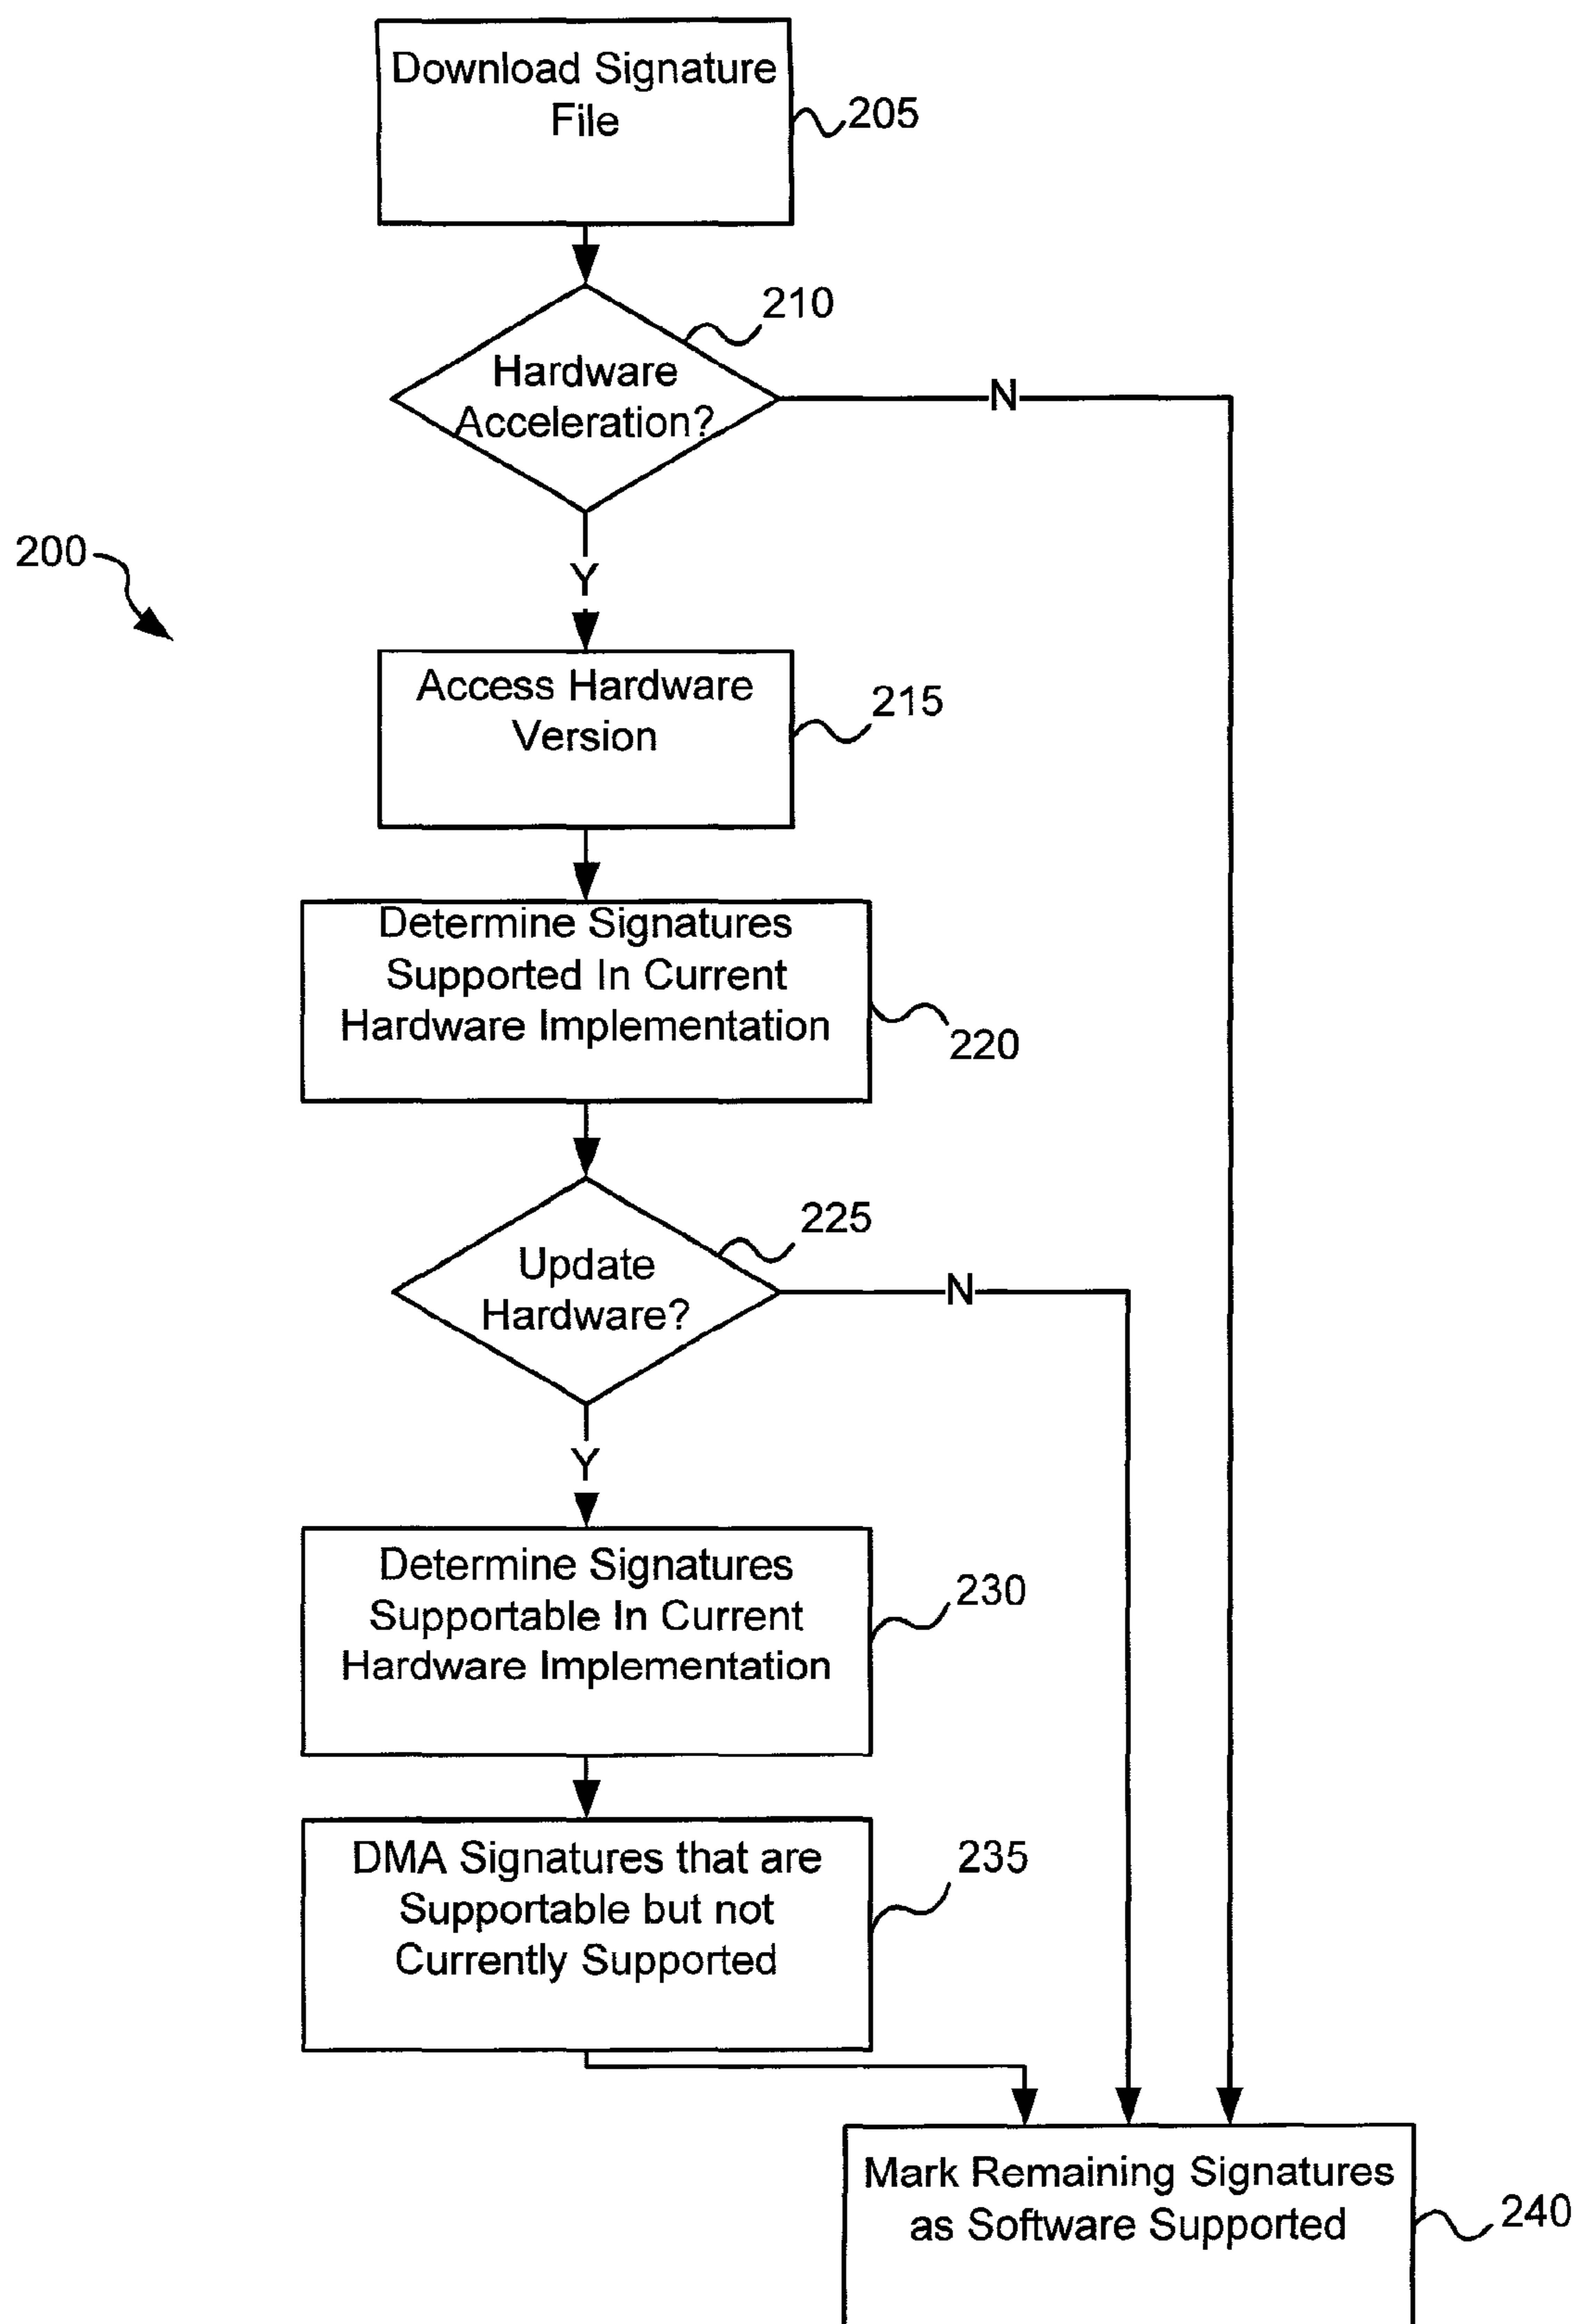 Download Signature
File
205
210
Hardware
Acceleration?
N
200
Y
Access Hardware
Version
215
Determine Signatures
Supported In Current
Hardware Implementation
220
225
Update
Hardware?
N
Y
Determine Signatures
Supportable In Current
Hardware Implementation
230
DMA Signatures that are
Supportable but not
Currently Supported
235
Mark Remaining Signatures
as Software Supported
240